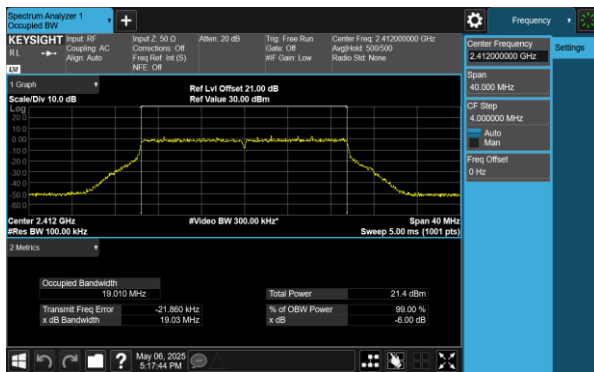 Spectrum Analyzer 1
Occupied BW
Frequency
KEYSIGHT
RL
LXI
Input: RF
Coupling: AC
Align: Auto
Input Z: 50 Ω
Corrections: Off
Freq Ref: Int (S)
NFE: Off
Atten: 20 dB
Trig: Free Run
Gate: Off
#IF Gain: Low
Center Freq: 2.412000000 GHz
Avg|Hold: 500/500
Radio Std: None
Center Frequency
2.412000000 GHz
Settings
Span
40.000 MHz
CF Step
4.000000 MHz
Auto
Man
Freq Offset
0 Hz
1 Graph
Scale/Div 10.0 dB
Ref Lvl Offset 21.00 dB
Ref Value 30.00 dBm
Log
20.0
10.0
0.00
-10.0
-20.0
-30.0
-40.0
-50.0
-60.0
Center 2.412 GHz
#Res BW 100.00 kHz
#Video BW 300.00 kHz*
Span 40 MHz
Sweep 5.00 ms (1001 pts)
2 Metrics
Occupied Bandwidth
19.010 MHz
Total Power 21.4 dBm
Transmit Freq Error -21.860 kHz
% of OBW Power 99.00 %
x dB Bandwidth 19.03 MHz
x dB -6.00 dB
?
May 06, 2025
5:17:44 PM